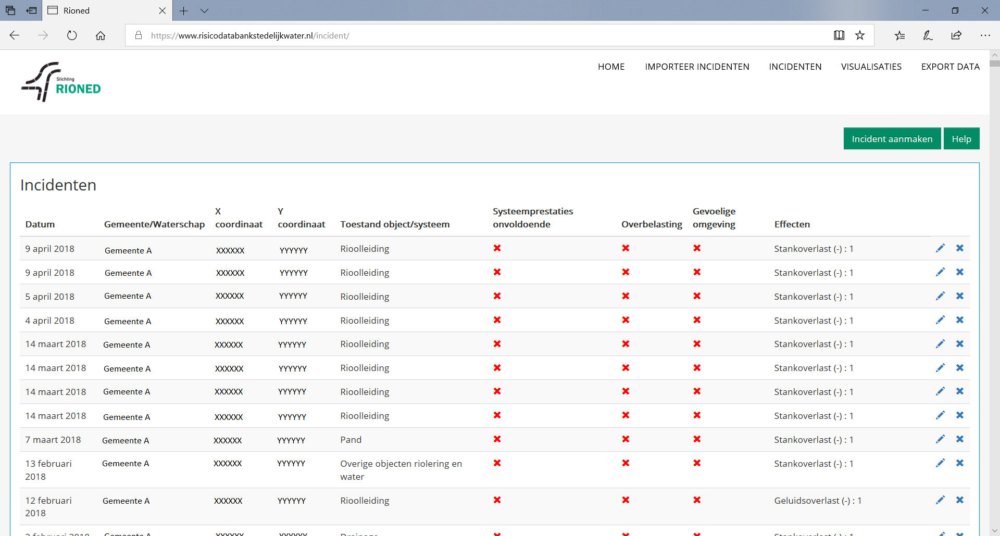 Rioned
https://www.risicodatabankstedelijkwater.nl/incident/
Stichting
RIONED
HOME IMPORTEER INCIDENTEN INCIDENTEN VISUALISATIES EXPORT DATA
Incident aanmaken Help
Incidenten
Datum Gemeente/Waterschap X coordinaat Y coordinaat Toestand object/systeem Systeemprestaties onvoldoende Overbelasting Gevoelige omgeving Effecten
9 april 2018 Gemeente A XXXXXX YYYYYY Rioolleiding Stankoverlast (-) : 1
9 april 2018 Gemeente A XXXXXX YYYYYY Rioolleiding Stankoverlast (-) : 1
5 april 2018 Gemeente A XXXXXX YYYYYY Rioolleiding Stankoverlast (-) : 1
4 april 2018 Gemeente A XXXXXX YYYYYY Rioolleiding Stankoverlast (-) : 1
14 maart 2018 Gemeente A XXXXXX YYYYYY Rioolleiding Stankoverlast (-) : 1
14 maart 2018 Gemeente A XXXXXX YYYYYY Rioolleiding Stankoverlast (-) : 1
14 maart 2018 Gemeente A XXXXXX YYYYYY Rioolleiding Stankoverlast (-) : 1
14 maart 2018 Gemeente A XXXXXX YYYYYY Rioolleiding Stankoverlast (-) : 1
7 maart 2018 Gemeente A XXXXXX YYYYYY Pand Stankoverlast (-) : 1
13 februari 2018 Gemeente A XXXXXX YYYYYY Overige objecten riolering en water Stankoverlast (-) : 1
12 februari 2018 Gemeente A XXXXXX YYYYYY Rioolleiding Geluidsoverlast (-) : 1